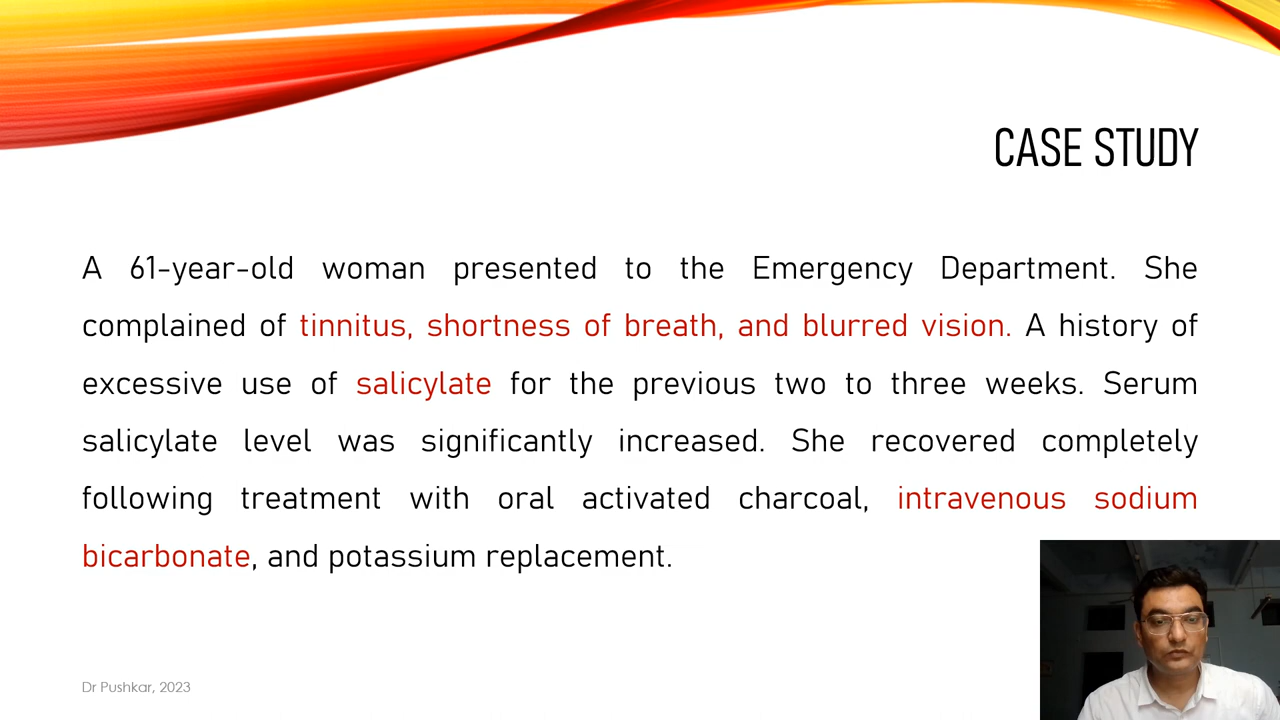 CASE STUDY
A 61-year-old woman presented to the Emergency Department. She
complained of tinnitus, shortness of breath, and blurred vision. A history of
excessive use of salicylate for the previous two to three weeks. Serum
salicylate level was significantly increased. She recovered completely
following treatment with oral activated charcoal, intravenous sodium
bicarbonate, and potassium replacement.
Dr Pushkar, 2023